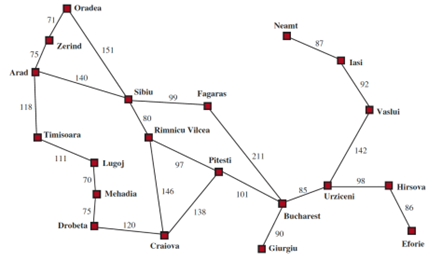 Oradea
71
Neamt
87
Zerind
151
75
Iasi
Arad
140
92
Sibiu
99
Fagaras
118
80
Vaslui
Rimnicu Vilcea
Timisoara
111
Lugoj
97
Pitesti
211
142
70
98
Hirsova
Mehadia
146
101
85
Urziceni
75
138
86
Bucharest
Drobeta
120
90
Craiova
Giurgiu
Eforie